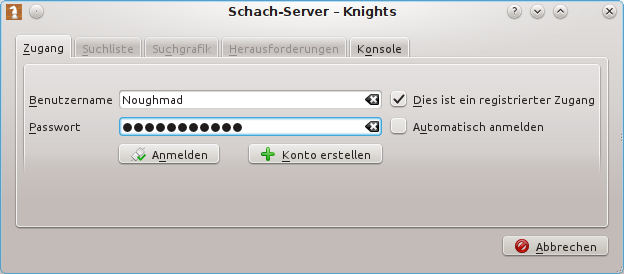 Schach-Server – Knights
Zugang Suchliste Suchgrafik Herausforderungen Konsole
Benutzername Noughmad Dies ist ein registrierter Zugang
Passwort ●●●●●●●●●●● Automatisch anmelden
Anmelden Konto erstellen
Abbrechen